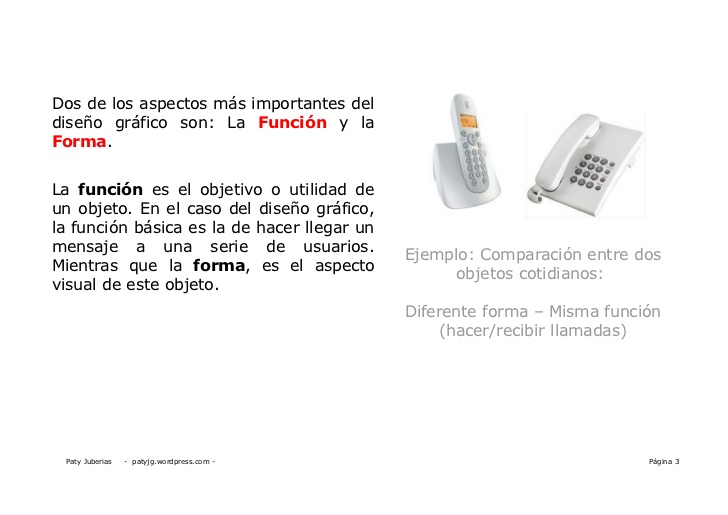 Dos de los aspectos más importantes del
diseño gráfico son: La Función y la
Forma.
La función es el objetivo o utilidad de
un objeto. En el caso del diseño gráfico,
la función básica es la de hacer llegar un
mensaje a una serie de usuarios.
Mientras que la forma, es el aspecto
visual de este objeto.
Ejemplo: Comparación entre dos
objetos cotidianos:
Diferente forma – Misma función
(hacer/recibir llamadas)
Paty Juberias - patyjg.wordpress.com -
Página 3